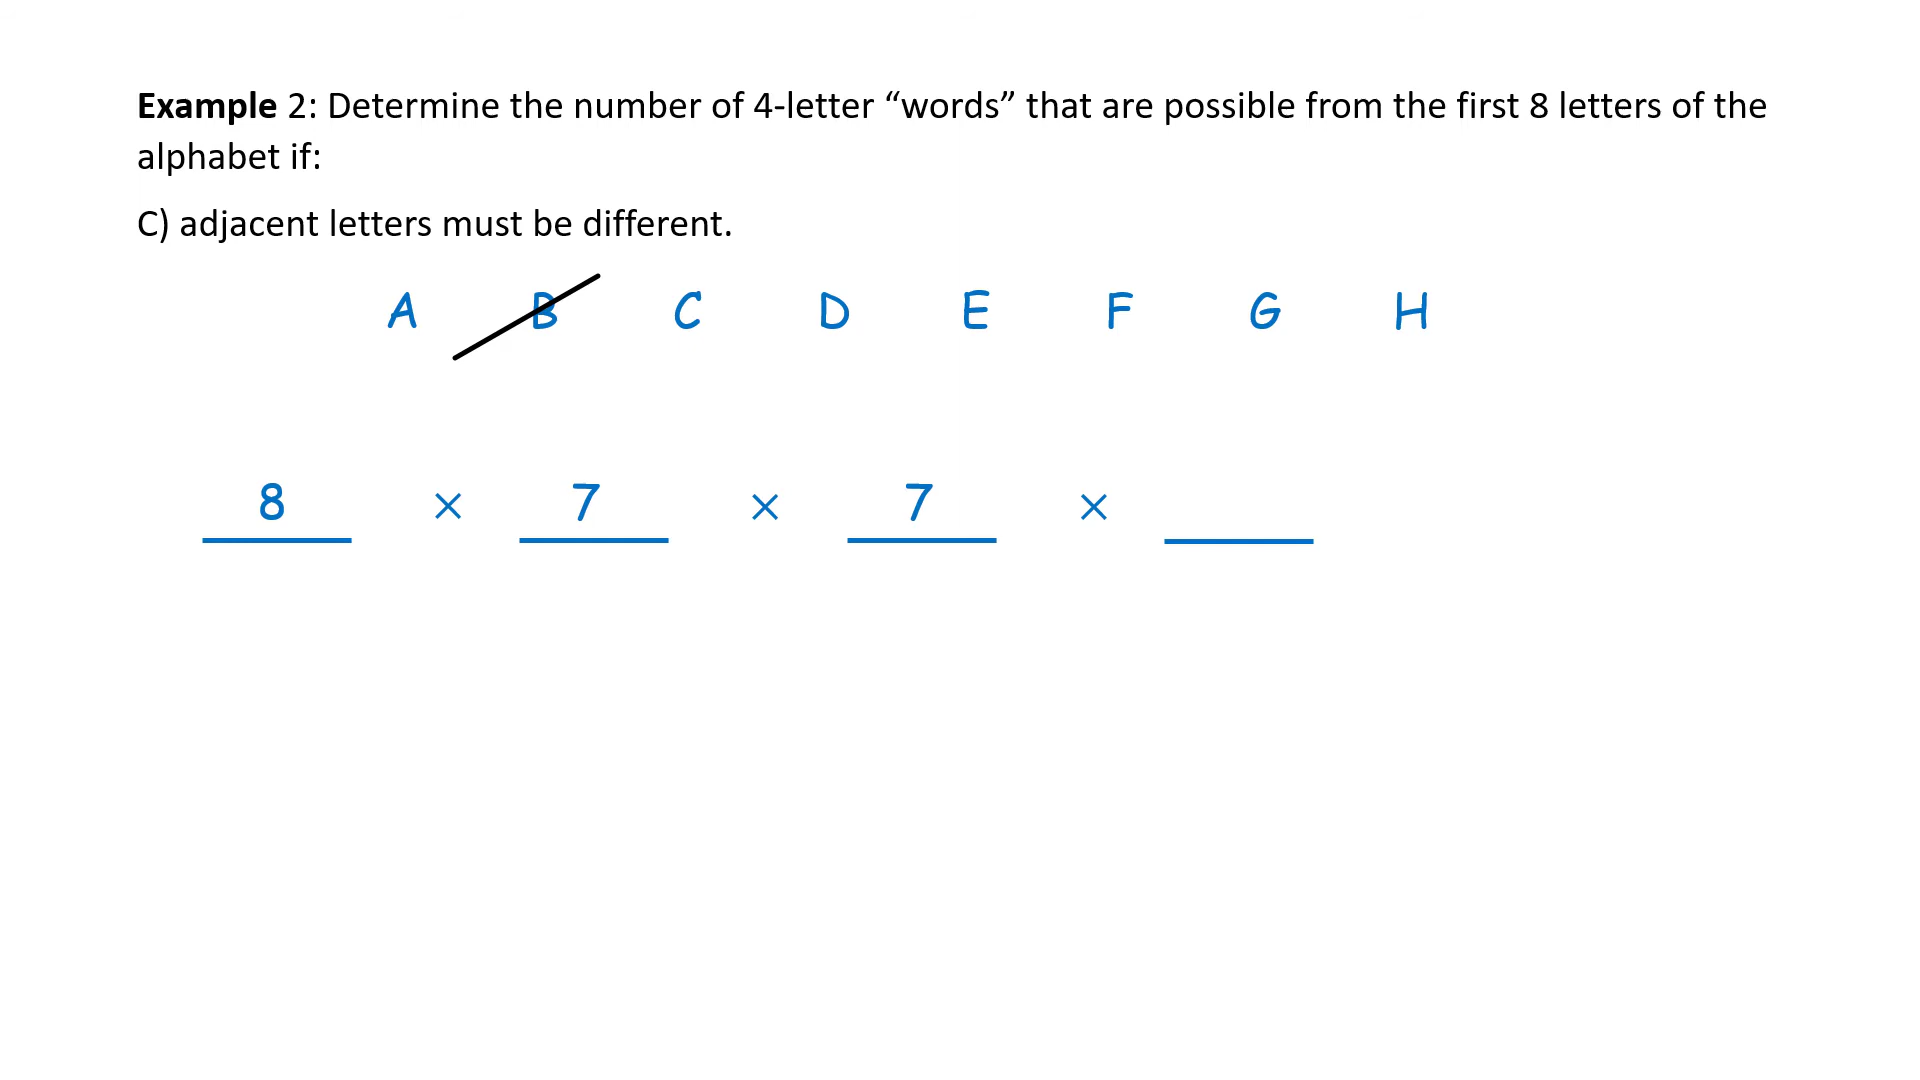 Example 2: Determine the number of 4-letter “words” that are possible from the first 8 letters of the
alphabet if:
C) adjacent letters must be different.
A B C D E F G H
8 × 7 × 7 ×